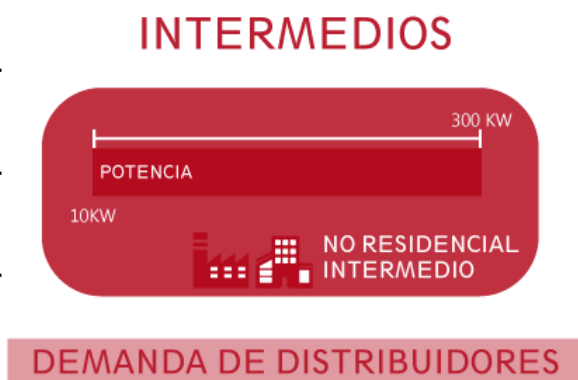 INTERMEDIOS
300 KW
POTENCIA
10KW
NO RESIDENCIAL
INTERMEDIO
DEMANDA DE DISTRIBUIDORES